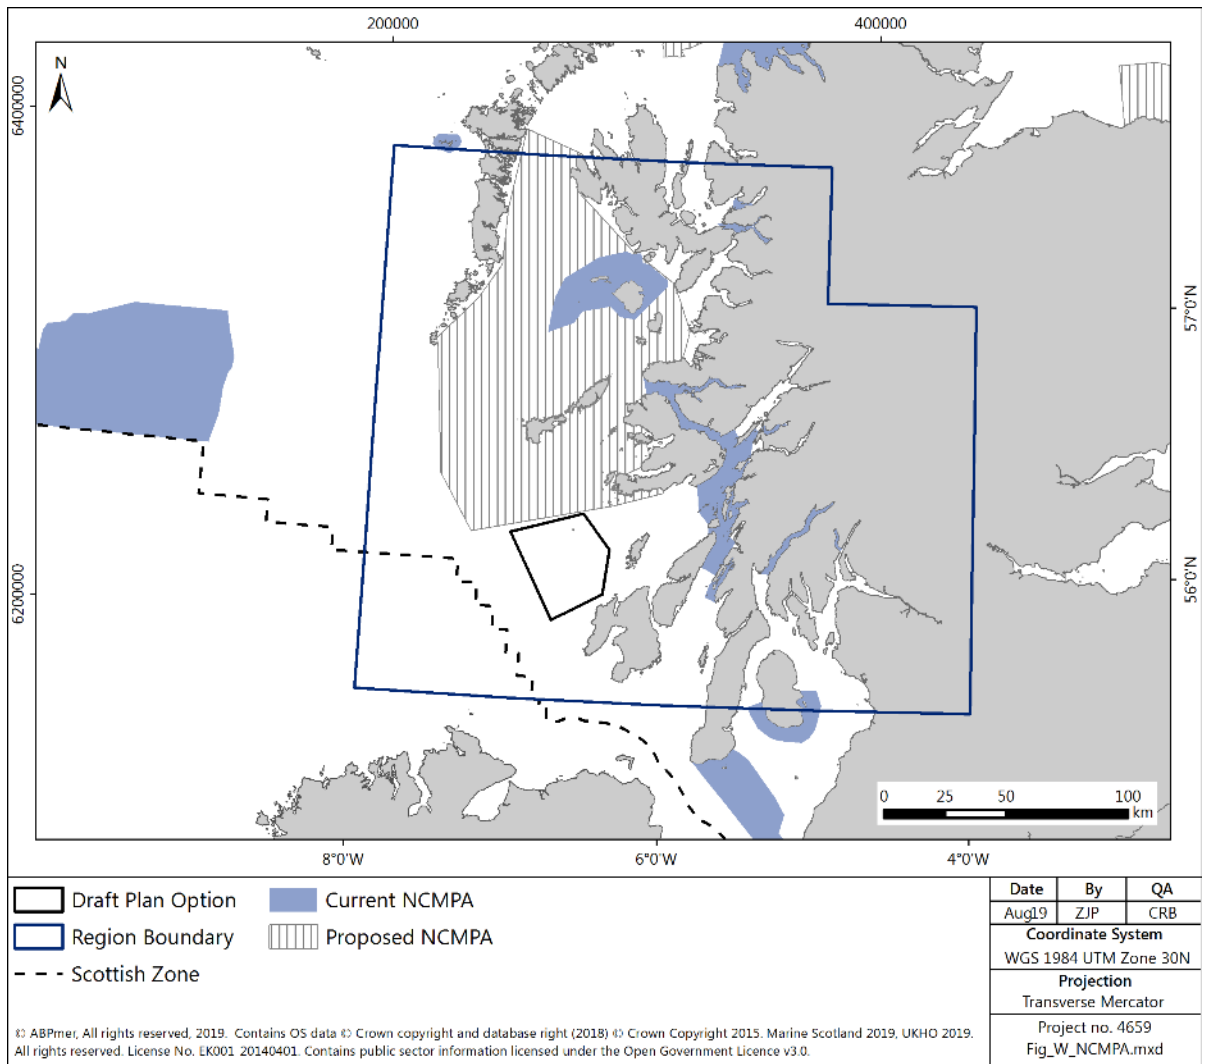 200000
400000
N
6400000
6200000
57°0'N
56°0'N
0
25
50
100
km
8°0'W
6°0'W
4°0'W
Draft Plan Option
Current NCMPA
Region Boundary
Proposed NCMPA
Scottish Zone
Date By QA
Aug19 ZJP CRB
Coordinate System
WGS 1984 UTM Zone 30N
Projection
Transverse Mercator
Project no. 4659
Fig_W_NCMPA.mxd
© ABPmer, All rights reserved, 2019. Contains OS data © Crown copyright and database right (2018) © Crown Copyright 2015. Marine Scotland 2019, UKHO 2019.
All rights reserved. License No. EK001_20140401. Contains public sector information licensed under the Open Government Licence v3.0.